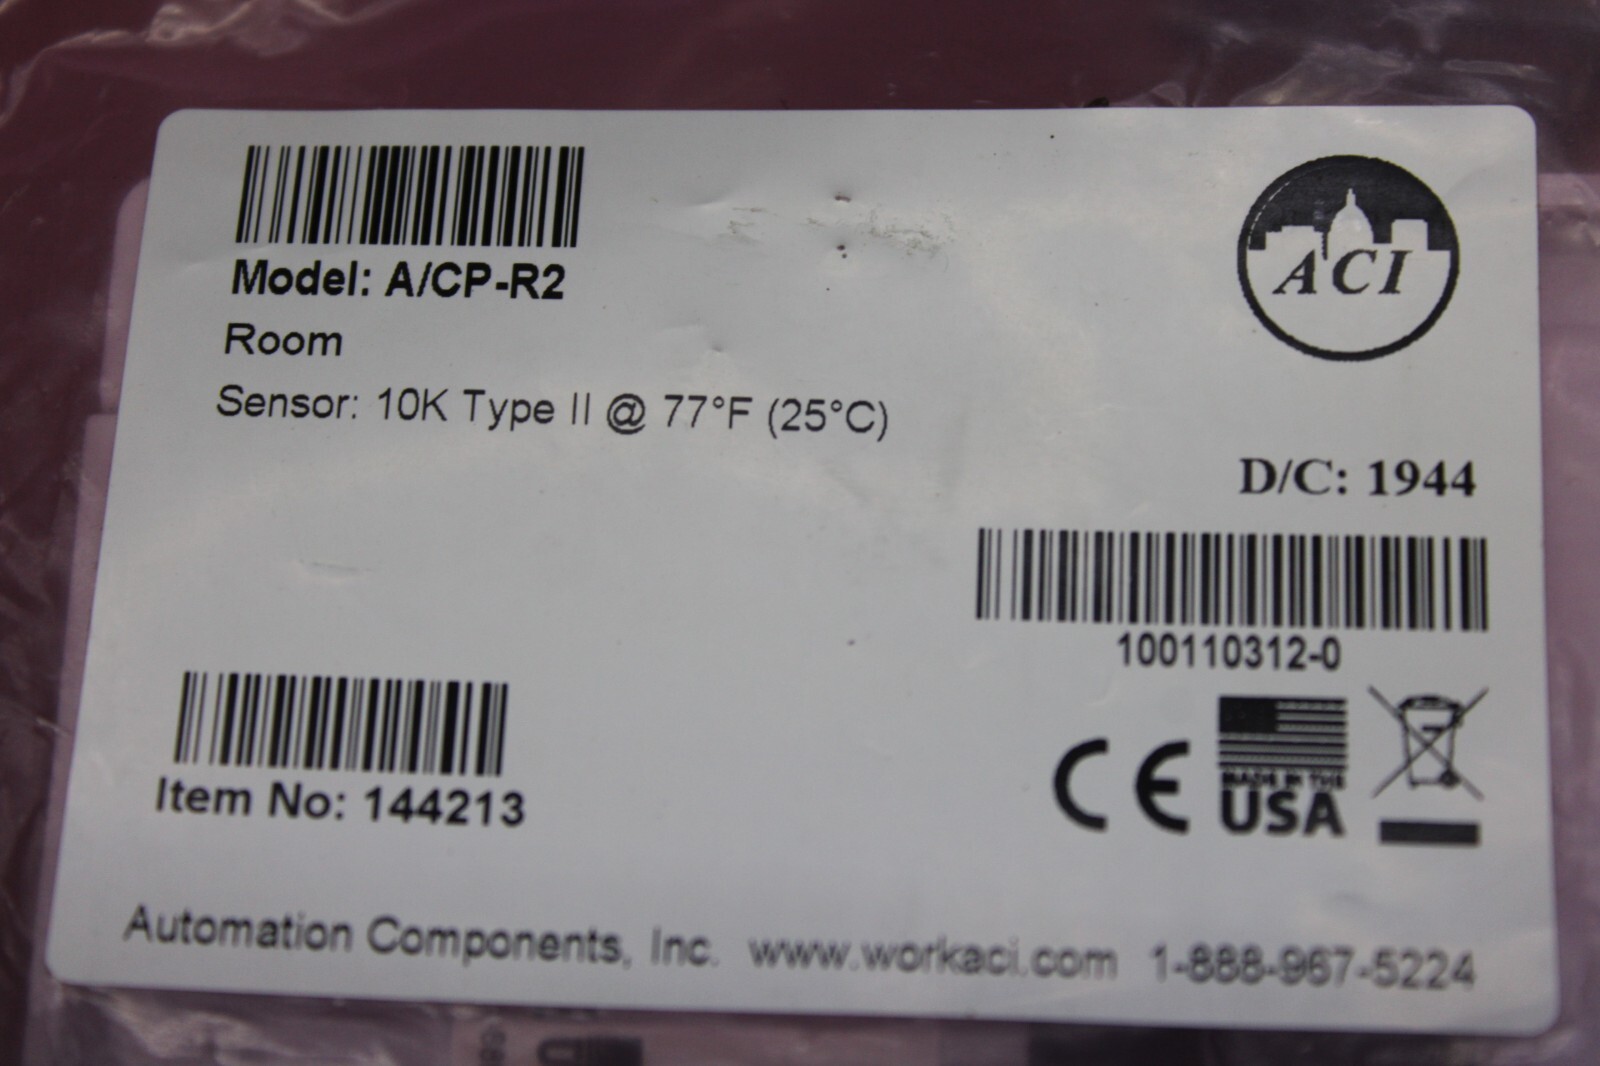 Model: A/CP-R2
Room
Sensor: 10K Type II @ 77°F (25°C)
ACI
D/C: 1944
100110312-0
Item No: 144213
CE
MADE IN THE
USA
Automation Components, Inc. www.workaci.com 1-888-967-5224